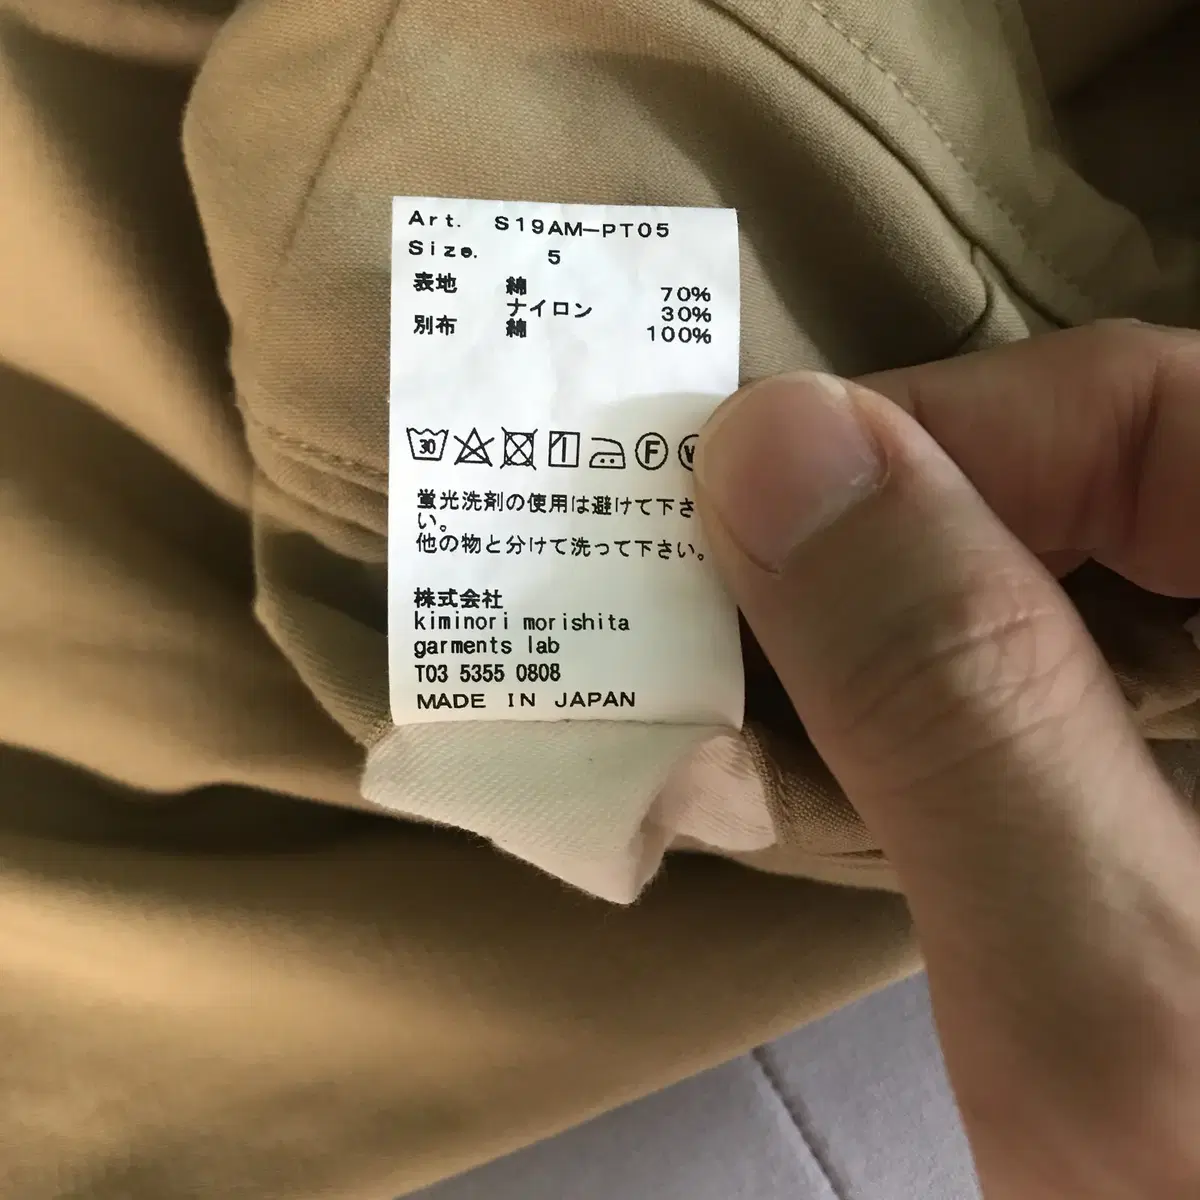 Art. S19AM-PT05
Size. 5
表地 綿 70%
ナイロン 30%
別布 綿 100%
30 F
蛍光洗剤の使用は避けて下さ
い。
他の物と分けて洗って下さい。
株式会社
kiminori morishita
garments lab
T03 5355 0808
MADE IN JAPAN